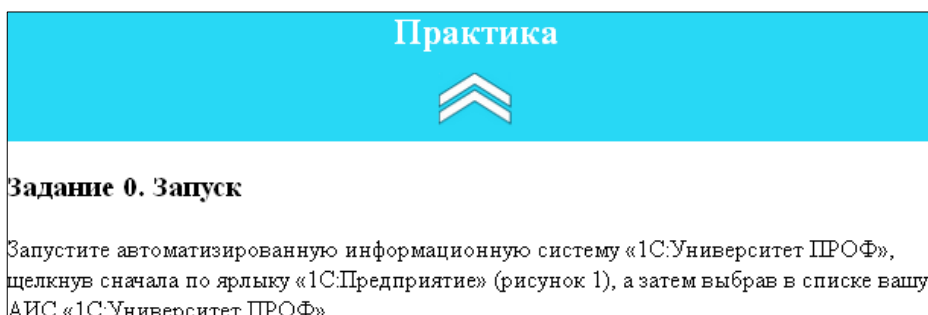 Практика
Задание 0. Запуск
Запустите автоматизированную информационную систему «1С:Университет ПРОФ»,
щелкнув сначала по ярлыку «1С:Предприятие» (рисунок 1), а затем выбрав в списке вашу
АИС «1С:Университет ПРОФ»